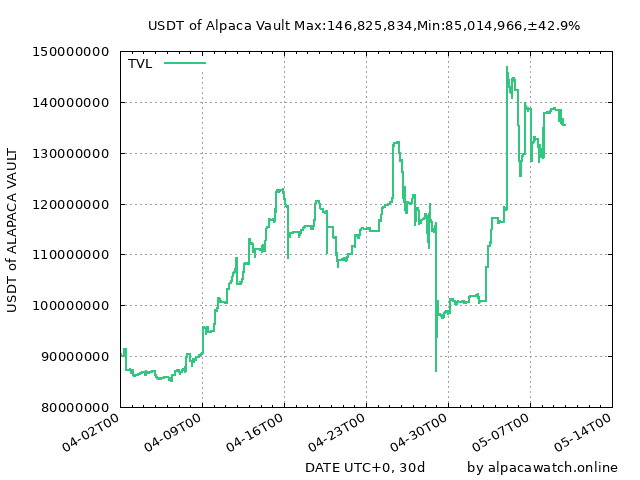 USDT of Alpaca Vault Max:146,825,834,Min:85,014,966,±42.9%
TVL
150000000
140000000
130000000
120000000
110000000
100000000
90000000
80000000
USDT of ALAPACA VAULT
04-02T00
04-09T00
04-16T00
04-23T00
04-30T00
05-07T00
05-14T00
DATE UTC+0, 30d
by alpacawatch.online